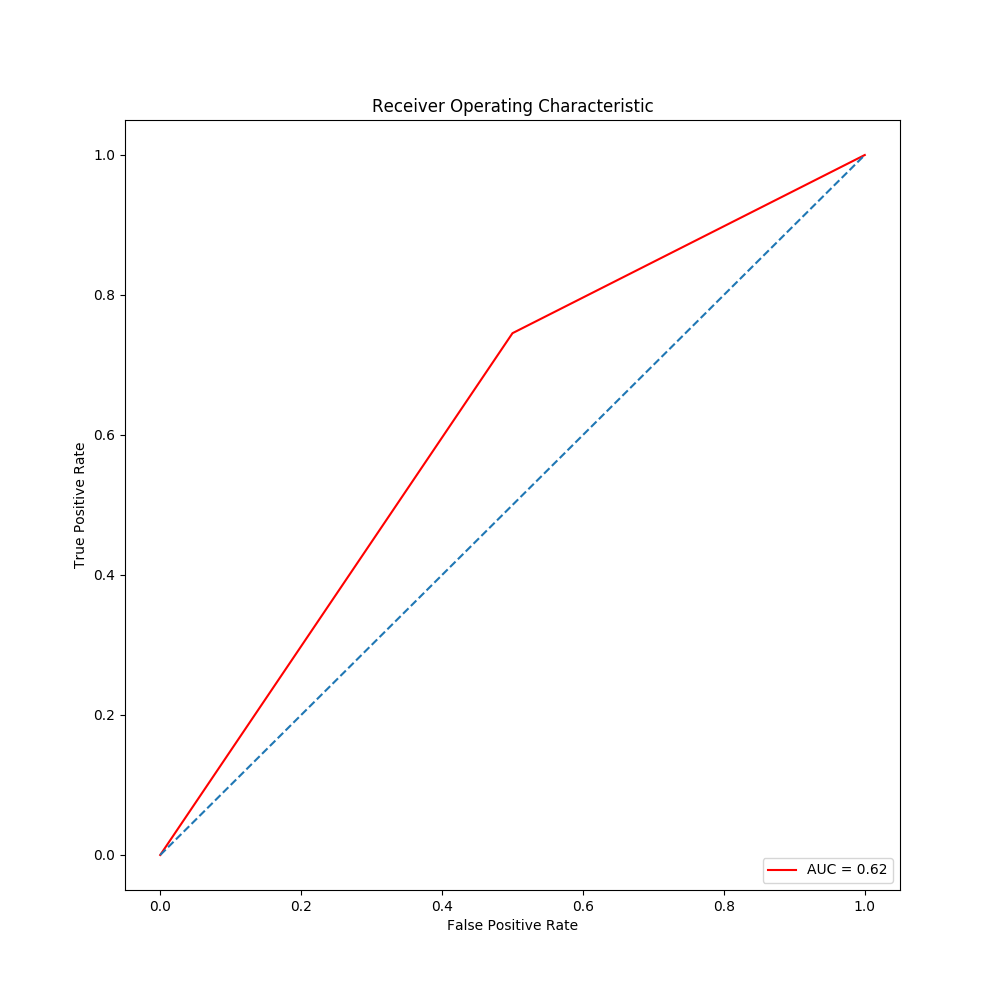 Receiver Operating Characteristic
1.0
0.8
0.6
0.4
0.2
0.0
True Positive Rate
0.0 0.2 0.4 0.6 0.8 1.0
False Positive Rate
AUC = 0.62